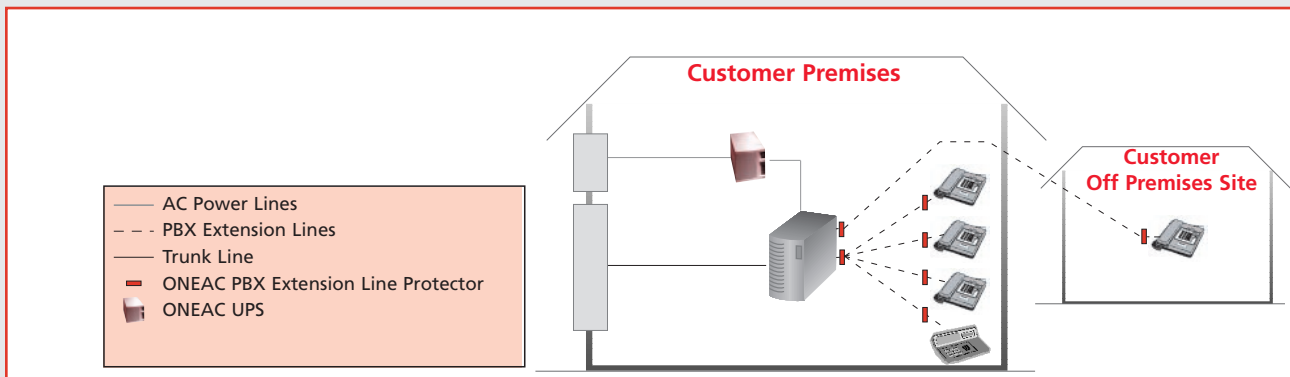 Customer Premises
Customer
Off Premises Site
AC Power Lines
PBX Extension Lines
Trunk Line
ONEAC PBX Extension Line Protector
ONEAC UPS